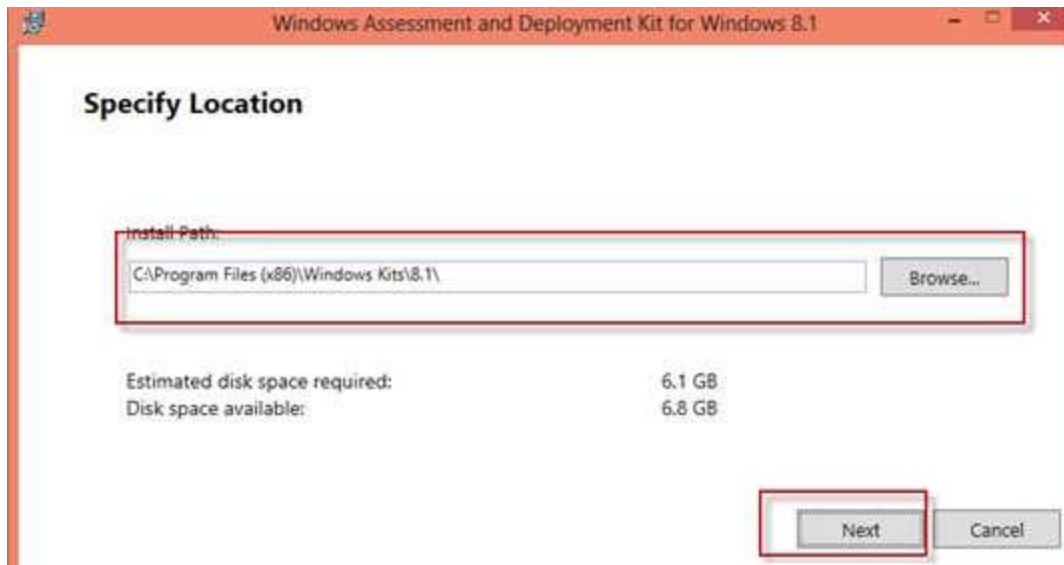 Windows Assessment and Deployment Kit for Windows 8.1
Specify Location
Install Path:
C:\Program Files (x86)\Windows Kits\8.1\
Browse...
Estimated disk space required: 6.1 GB
Disk space available: 6.8 GB
Next Cancel